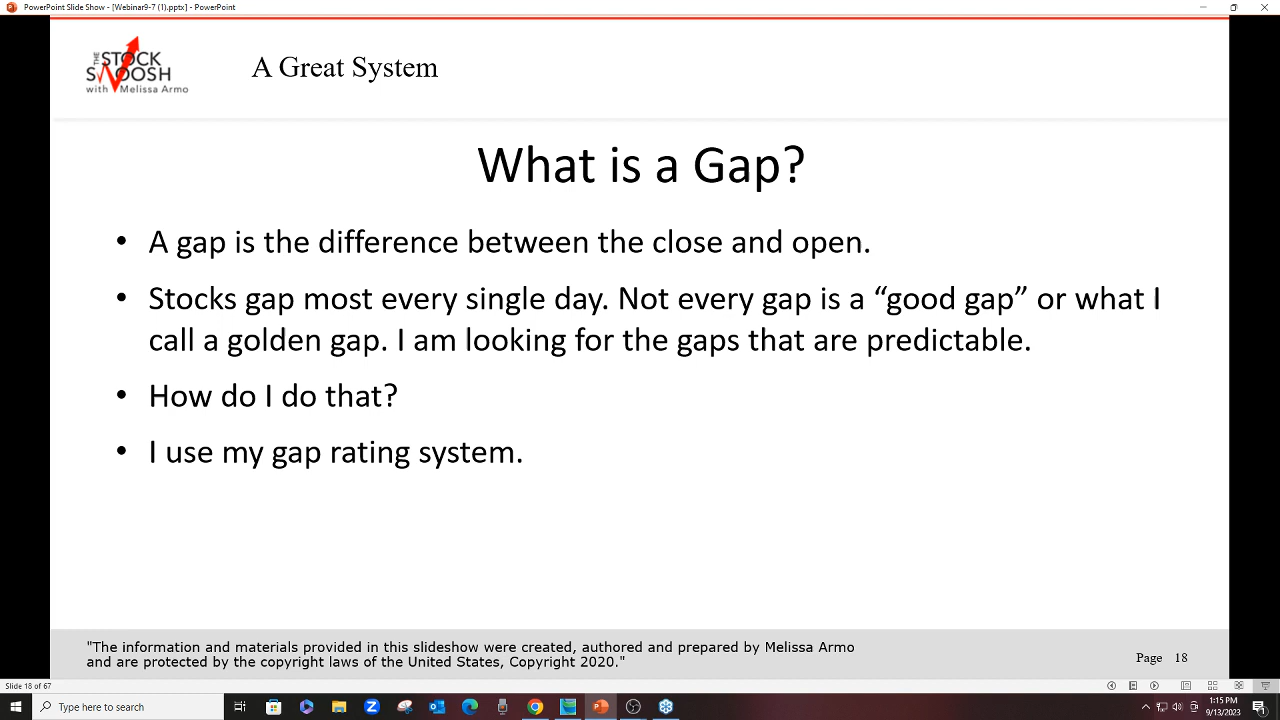 PowerPoint Slide Show - [Webinar9-7 (1).pptx] - PowerPoint
THE STOCK
SWOOSH
with Melissa Armo
A Great System
What is a Gap?
• A gap is the difference between the close and open.
• Stocks gap most every single day. Not every gap is a “good gap” or what I
call a golden gap. I am looking for the gaps that are predictable.
• How do I do that?
• I use my gap rating system.
"The information and materials provided in this slideshow were created, authored and prepared by Melissa Armo
and are protected by the copyright laws of the United States, Copyright 2020."
Page 18
Slide 18 of 67
Type here to search
1:15 PM
9/13/2023